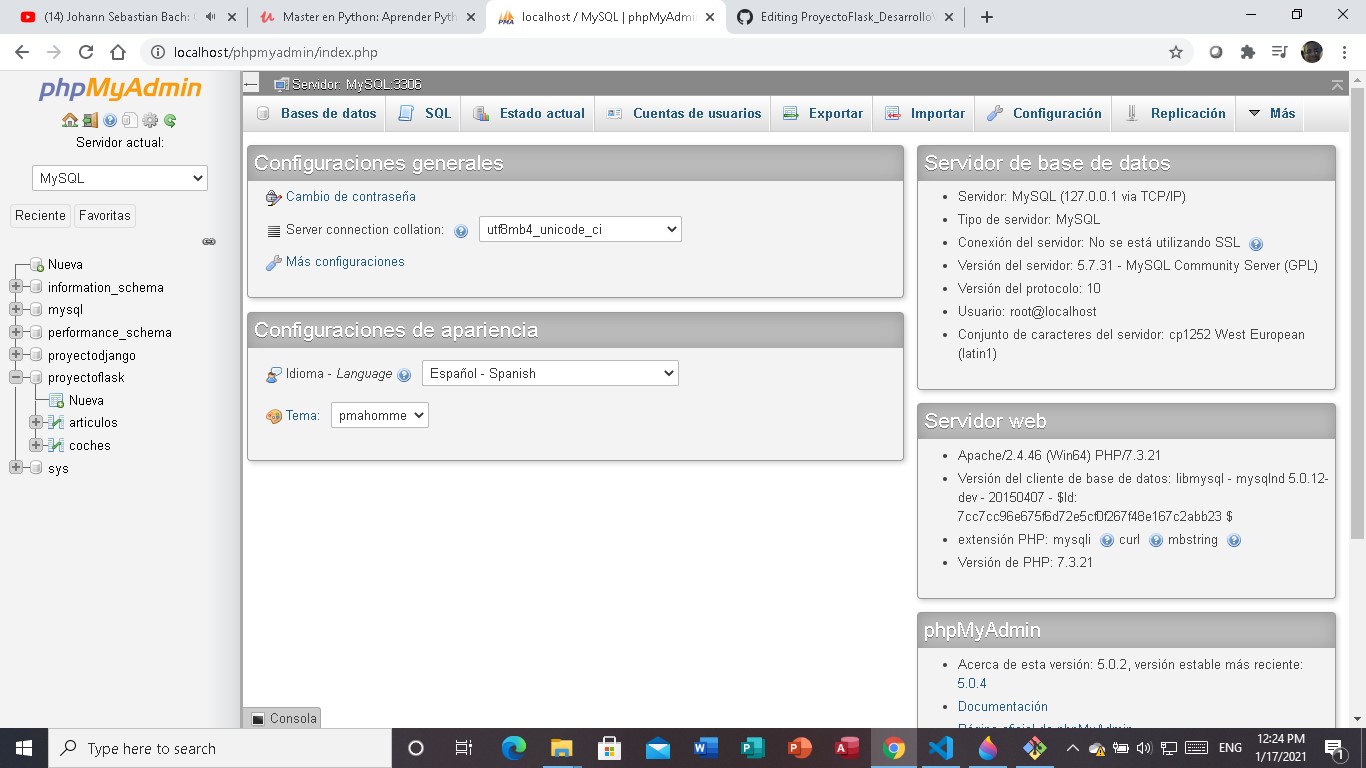 (14) Johann Sebastian Bach:
Master en Python: Aprender Pyth
localhost / MySQL | phpMyAdmi
Editing ProyectoFlask_Desarrollo
localhost/phpmyadmin/index.php
phpMyAdmin
Servidor actual:
MySQL
Reciente Favoritas
Nueva
information_schema
mysql
performance_schema
proyectodjango
proyectoflask
Nueva
articulos
coches
sys
Servidor: MySQL:3306
Bases de datos SQL Estado actual Cuentas de usuarios Exportar Importar Configuración Replicación Más
Configuraciones generales
Cambio de contraseña
Server connection collation: utf8mb4_unicode_ci
Más configuraciones
Configuraciones de apariencia
Idioma - Language Español - Spanish
Tema: pmahomme
Servidor de base de datos
• Servidor: MySQL (127.0.0.1 via TCP/IP)
• Tipo de servidor: MySQL
• Conexión del servidor: No se está utilizando SSL
• Versión del servidor: 5.7.31 - MySQL Community Server (GPL)
• Versión del protocolo: 10
• Usuario: root@localhost
• Conjunto de caracteres del servidor: cp1252 West European
(latin1)
Servidor web
• Apache/2.4.46 (Win64) PHP/7.3.21
• Versión del cliente de base de datos: libmysql - mysqlnd 5.0.12-
dev - 20150407 - $Id:
7cc7cc96e675f6d72e5cf0f267f48e167c2abb23 $
• extensión PHP: mysqli curl mbstring
• Versión de PHP: 7.3.21
phpMyAdmin
• Acerca de esta versión: 5.0.2, versión estable más reciente:
5.0.4
• Documentación
Página oficial de phpMyAdmin
Consola
Type here to search
ENG
12:24 PM
1/17/2021
1